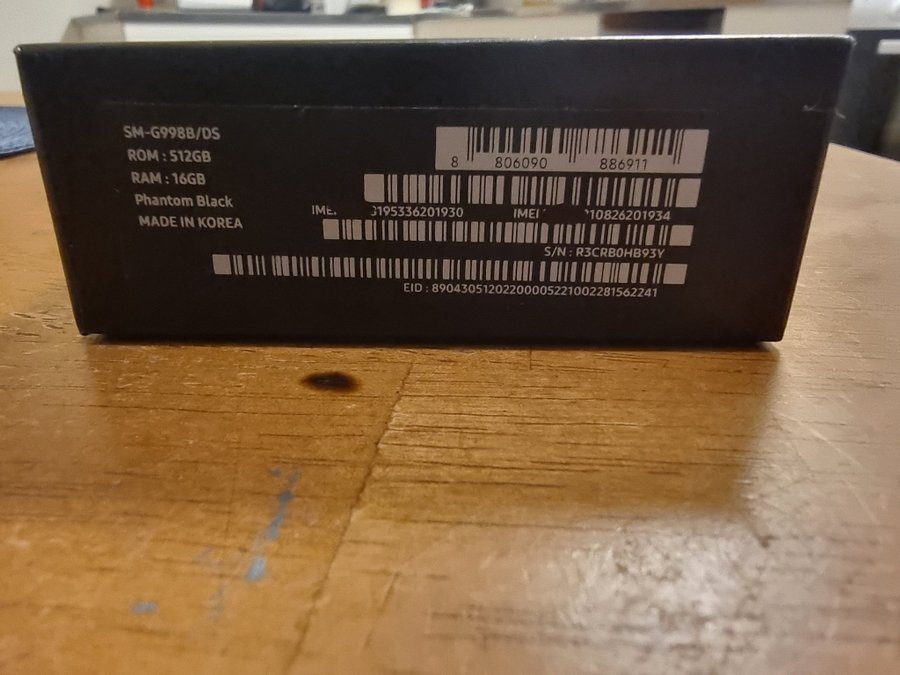 SM-G998B/DS
ROM : 512GB
RAM : 16GB
Phantom Black
MADE IN KOREA
8 806090 886911
IMEI 195336201930 IMEI 10826201934
S/N : R3CRB0HB93Y
EID : 89043051202200005221002281562241